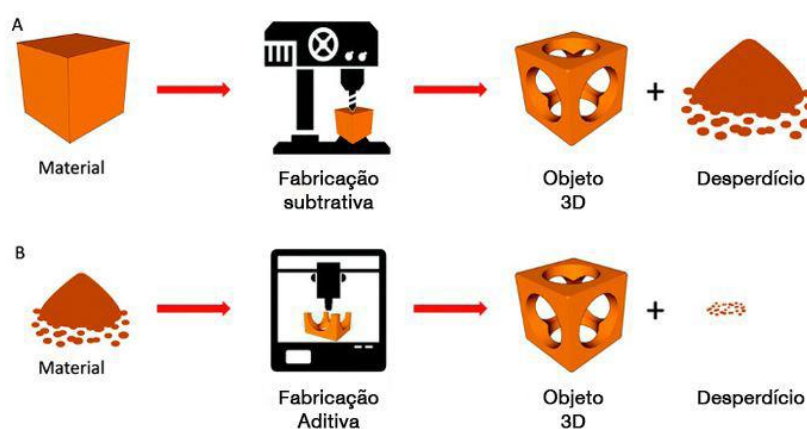 A
Material
Fabricação
subtrativa
Objeto
3D
Desperdício
B
Material
Fabricação
Aditiva
Objeto
3D
Desperdício